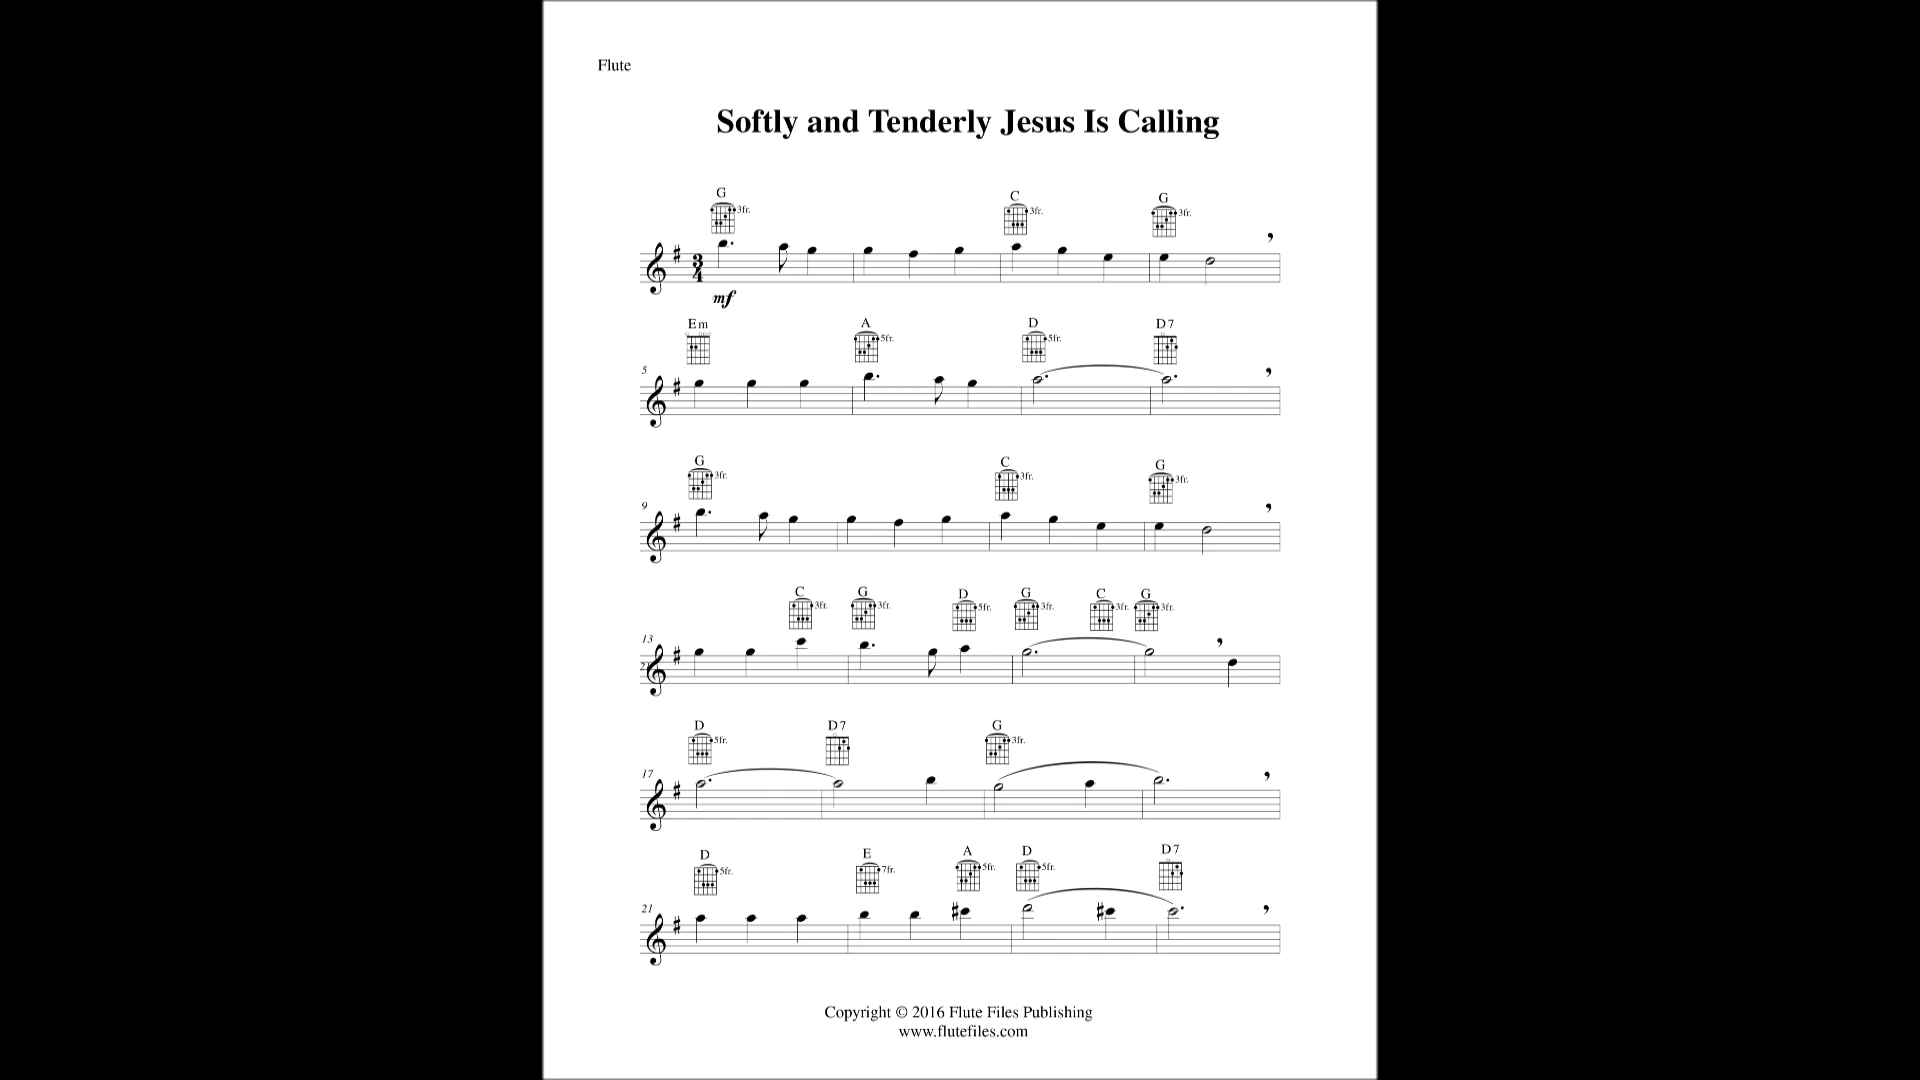 Flute
Softly and Tenderly Jesus Is Calling
G C G
3fr. 3fr. 3fr.
3
4
mf
Em A D D7
5fr. 5fr.
5
G C G
3fr. 3fr. 3fr.
9
C G D G C G
3fr. 3fr. 5fr. 3fr. 3fr. 3fr.
13
D D7 G
5fr. 3fr.
17
D E A D D7
5fr. 7fr. 5fr. 5fr.
21
Copyright © 2016 Flute Files Publishing
www.flutefiles.com